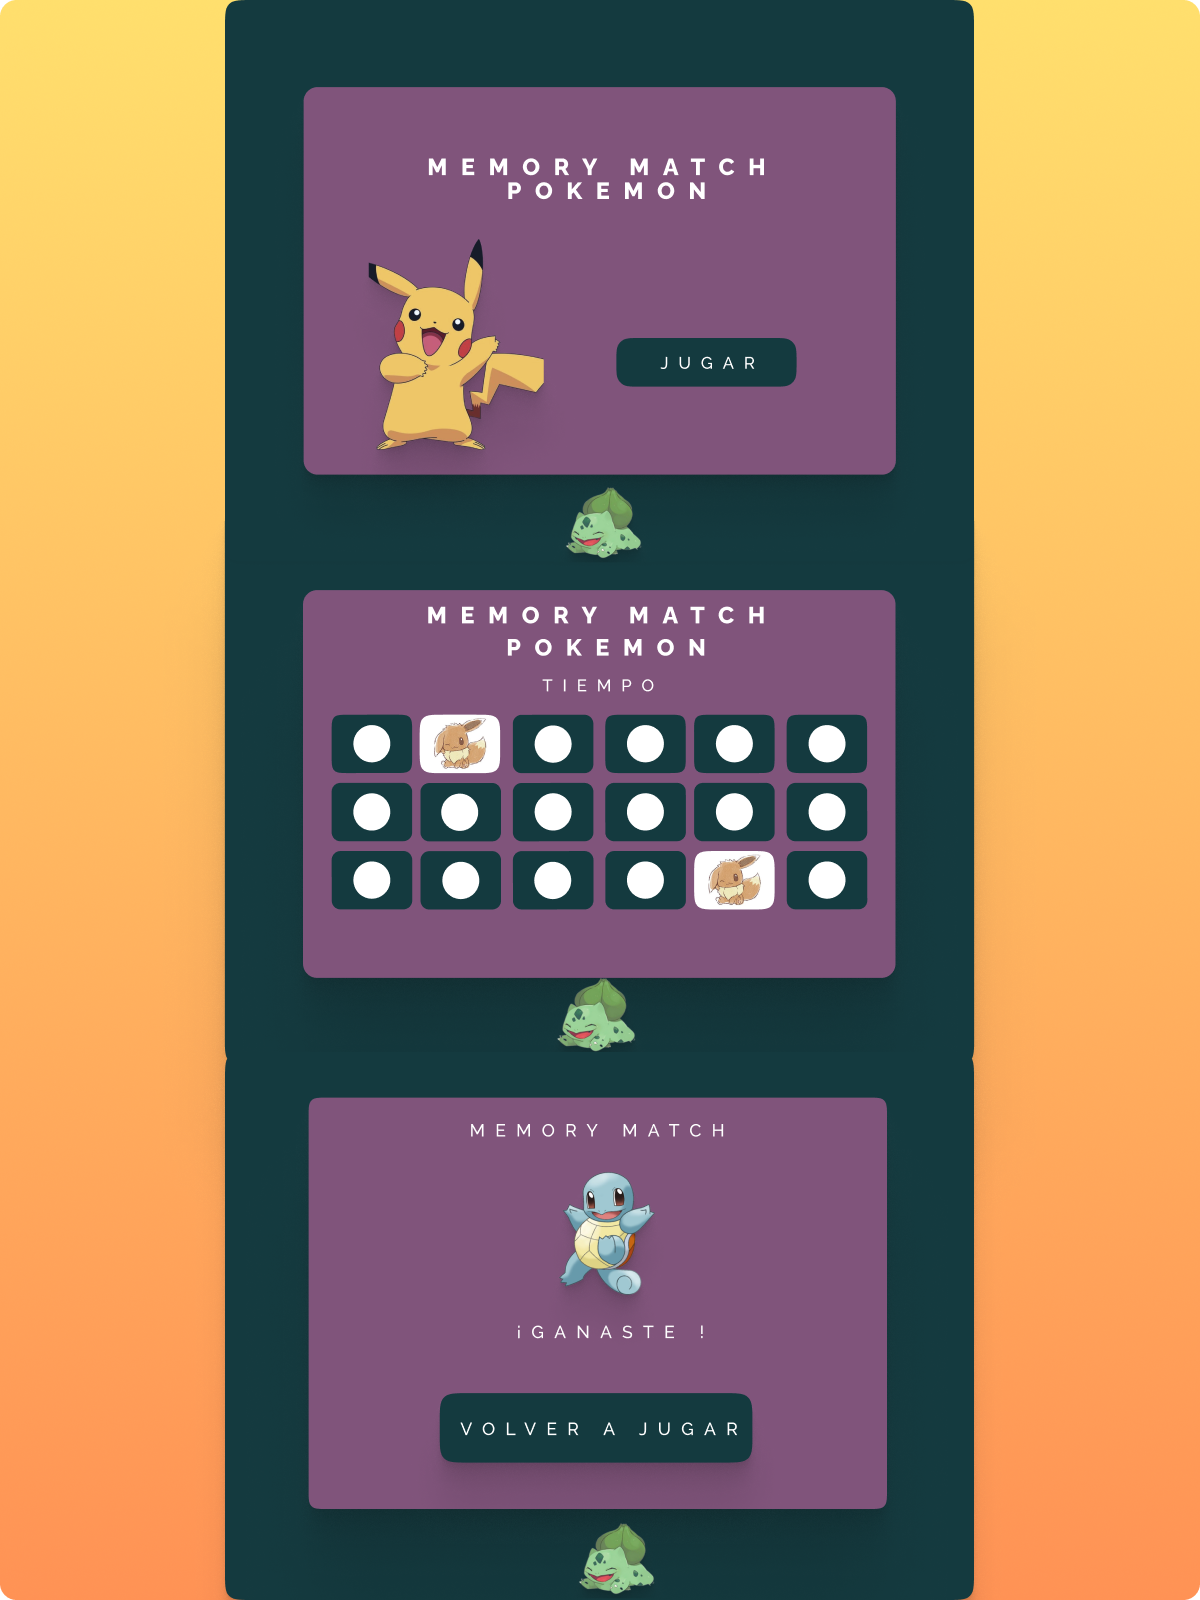 MEMORY MATCH
POKEMON
JUGAR
MEMORY MATCH
POKEMON
TIEMPO
MEMORY MATCH
¡GANASTE !
VOLVER A JUGAR